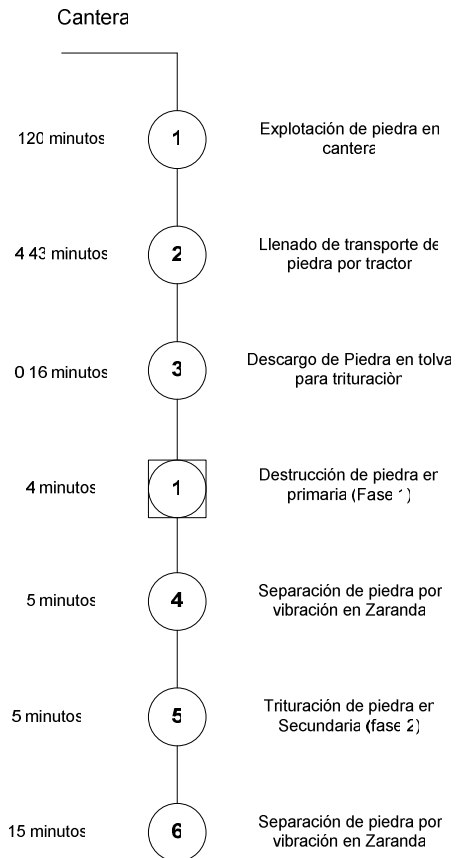 Cantera
120 minutos
1
Explotación de piedra en
cantera
4 43 minutos
2
Llenado de transporte de
piedra por tractor
0 16 minutos
3
Descargo de Piedra en tolva
para trituraciòn
4 minutos
1
Destrucción de piedra en
primaria (Fase 1)
5 minutos
4
Separación de piedra por
vibración en Zaranda
5 minutos
5
Trituración de piedra en
Secundaria (fase 2)
15 minutos
6
Separación de piedra por
vibración en Zaranda